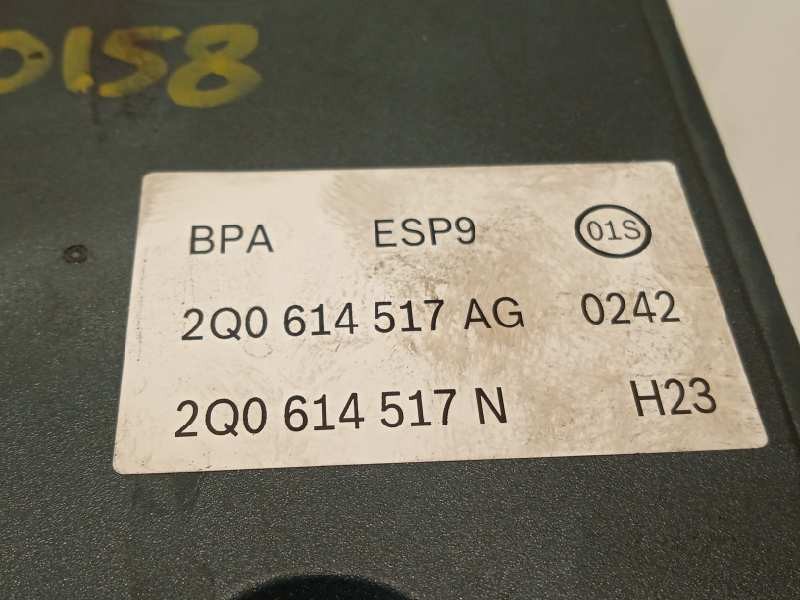 0158
BPA ESP9 01S
2Q0 614 517 AG 0242
2Q0 614 517 N H23